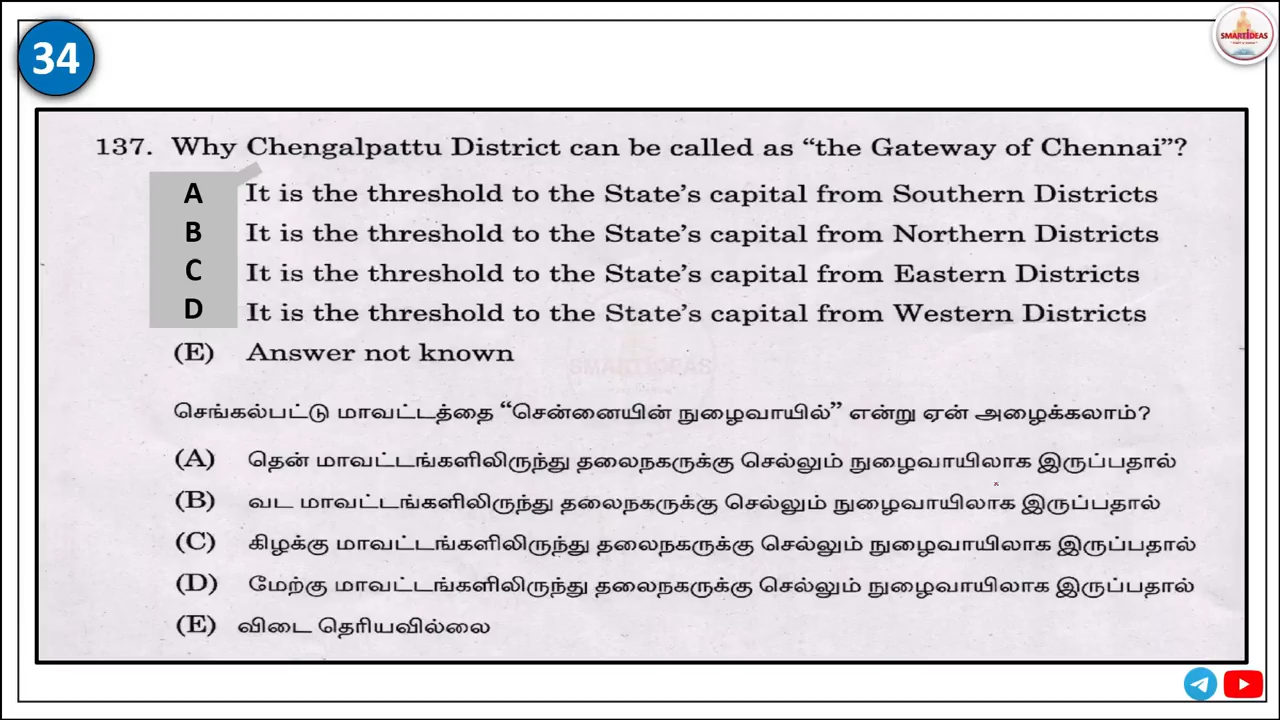 34
SMARTIDEAS
137. Why Chengalpattu District can be called as “the Gateway of Chennai”?
A It is the threshold to the State’s capital from Southern Districts
B It is the threshold to the State’s capital from Northern Districts
C It is the threshold to the State’s capital from Eastern Districts
D It is the threshold to the State’s capital from Western Districts
(E) Answer not known
SMARTIDEAS
செங்கல்பட்டு மாவட்டத்தை “சென்னையின் நுழைவாயில்” என்று ஏன் அழைக்கலாம்?
(A) தென் மாவட்டங்களிலிருந்து தலைநகருக்கு செல்லும் நுழைவாயிலாக இருப்பதால்
(B) வட மாவட்டங்களிலிருந்து தலைநகருக்கு செல்லும் நுழைவாயிலாக இருப்பதால்
(C) கிழக்கு மாவட்டங்களிலிருந்து தலைநகருக்கு செல்லும் நுழைவாயிலாக இருப்பதால்
(D) மேற்கு மாவட்டங்களிலிருந்து தலைநகருக்கு செல்லும் நுழைவாயிலாக இருப்பதால்
(E) விடை தெரியவில்லை